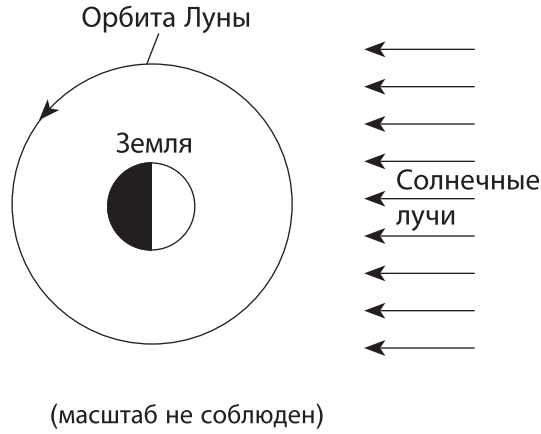 Орбита Луны
Земля
Солнечные
лучи
(масштаб не соблюден)